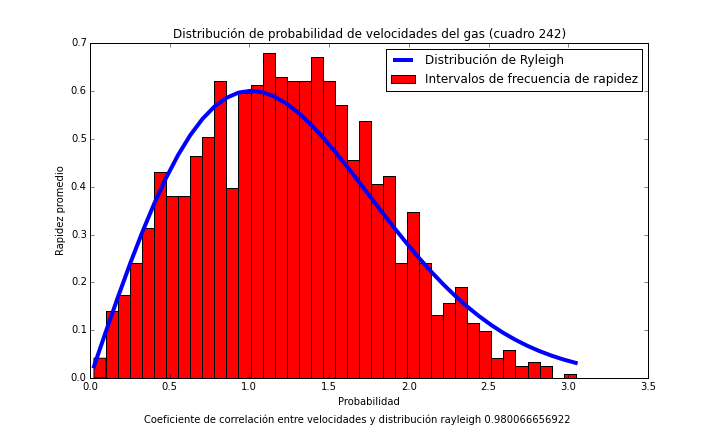 Distribución de probabilidad de velocidades del gas (cuadro 242)
Distribución de Ryleigh
Intervalos de frecuencia de rapidez
Rapidez promedio
0.7
0.6
0.5
0.4
0.3
0.2
0.1
0.0
0.0 0.5 1.0 1.5 2.0 2.5 3.0 3.5
Probabilidad
Coeficiente de correlación entre velocidades y distribución rayleigh 0.980066656922